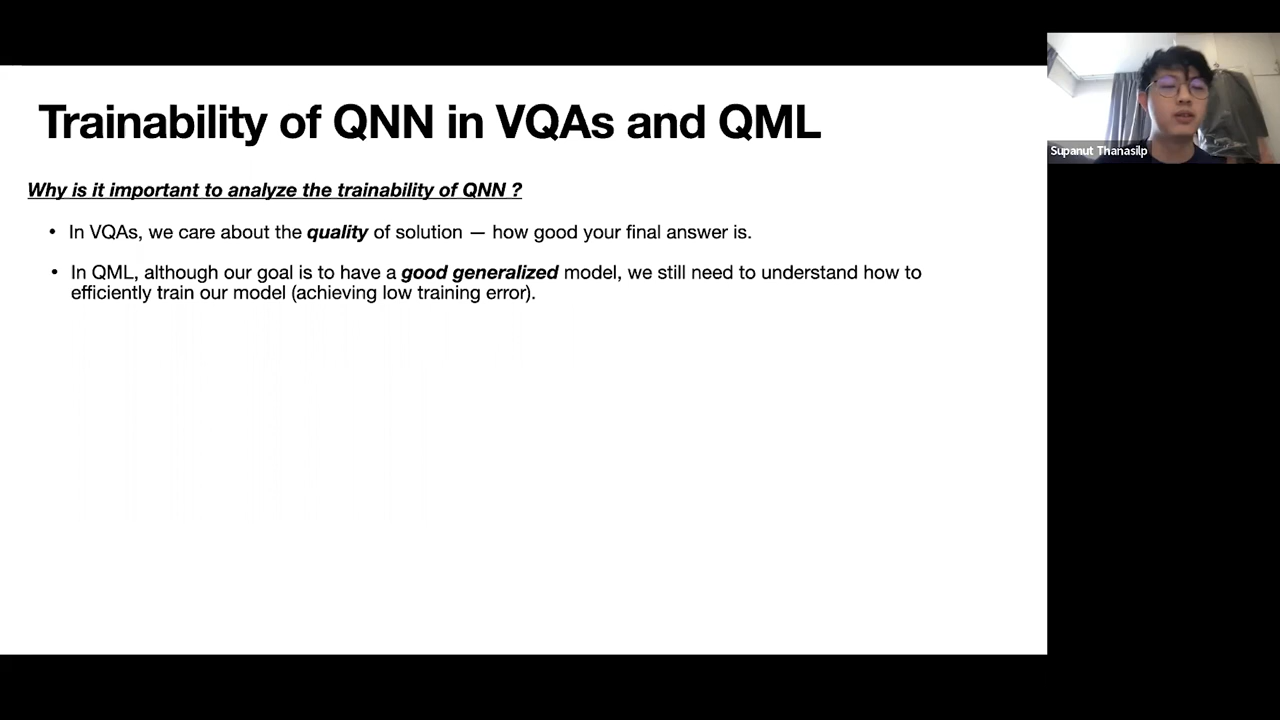 Trainability of QNN in VQAs and QML
Why is it important to analyze the trainability of QNN ?
• In VQAs, we care about the quality of solution — how good your final answer is.
• In QML, although our goal is to have a good generalized model, we still need to understand how to
efficiently train our model (achieving low training error).
Supanut Thanasilp